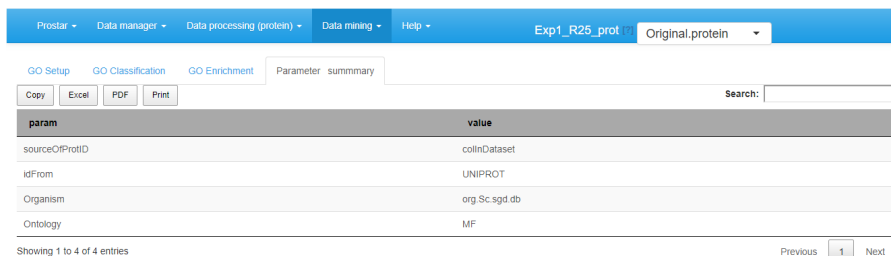 Prostar Data manager Data processing (protein) Data mining Help Exp1_R25_prot [?] Original.protein
GO Setup GO Classification GO Enrichment Parameter summmary
Copy Excel PDF Print Search:
param value
sourceOfProtID colInDataset
idFrom UNIPROT
Organism org.Sc.sgd.db
Ontology MF
Showing 1 to 4 of 4 entries Previous 1 Next